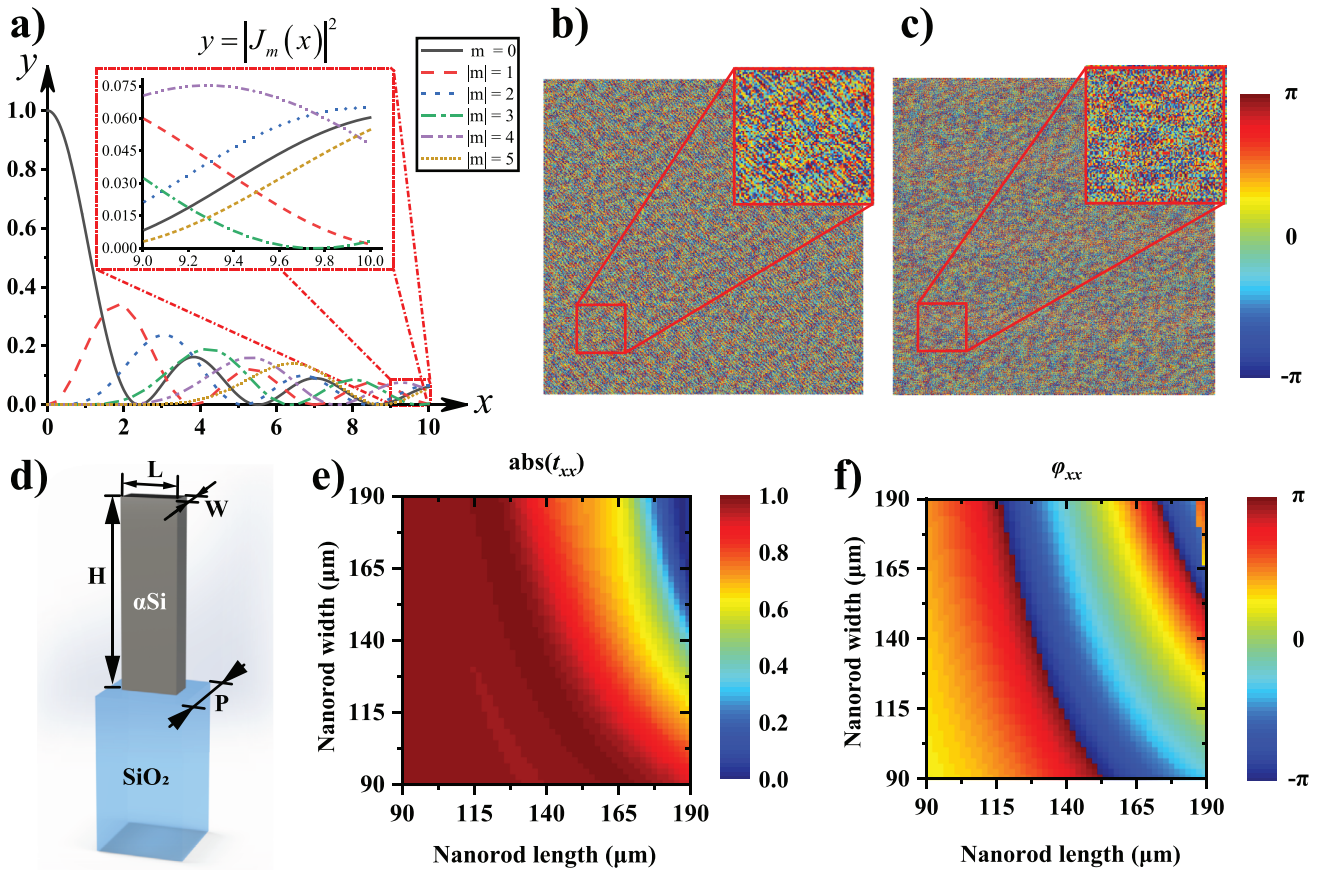 a)
y = |J_m(x)|^2
m = 0
|m| = 1
|m| = 2
|m| = 3
|m| = 4
|m| = 5
y
1.0
0.8
0.6
0.4
0.2
0.0
0 2 4 6 8 10
x
0.075
0.060
0.045
0.030
0.015
0.000
9.0 9.2 9.4 9.6 9.8 10.0
b)
c)
π
0
-π
d)
L
W
H
αSi
P
SiO₂
e)
abs(t_xx)
190
165
140
115
90
90 115 140 165 190
Nanorod width (μm)
Nanorod length (μm)
1.0
0.8
0.6
0.4
0.2
0.0
f)
φ_xx
190
165
140
115
90
90 115 140 165 190
Nanorod width (μm)
Nanorod length (μm)
π
0
-π